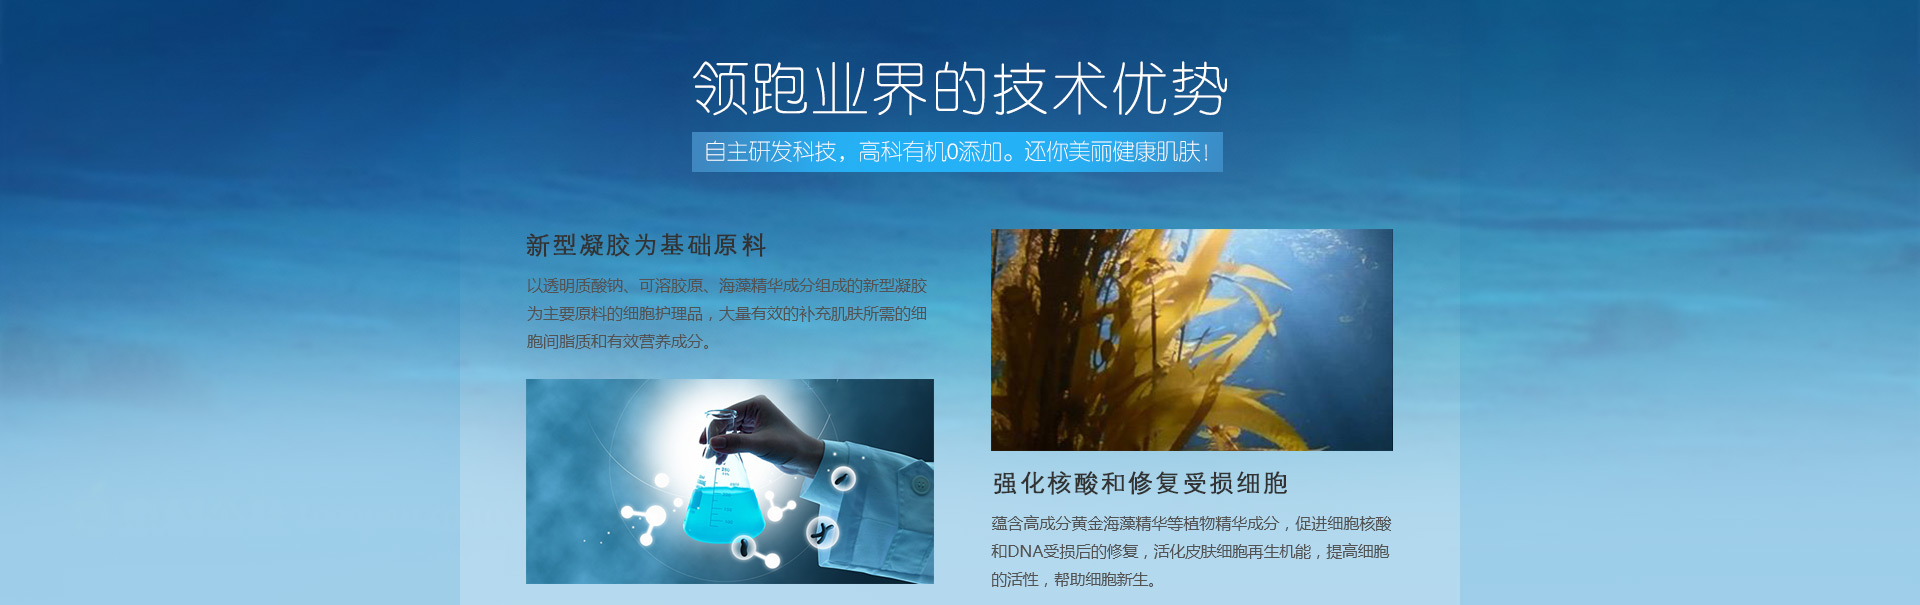 领跑业界的技术优势
自主研发科技，高科有机0添加。还你美丽健康肌肤！
新型凝胶为基础原料
以透明质酸钠、可溶胶原、海藻精华成分组成的新型凝胶
为主要原料的细胞护理品，大量有效的补充肌肤所需的细
胞间脂质和有效营养成分。
强化核酸和修复受损细胞
蕴含高成分黄金海藻精华等植物精华成分，促进细胞核酸
和DNA受损后的修复，活化皮肤细胞再生机能，提高细胞
的活性，帮助细胞新生。